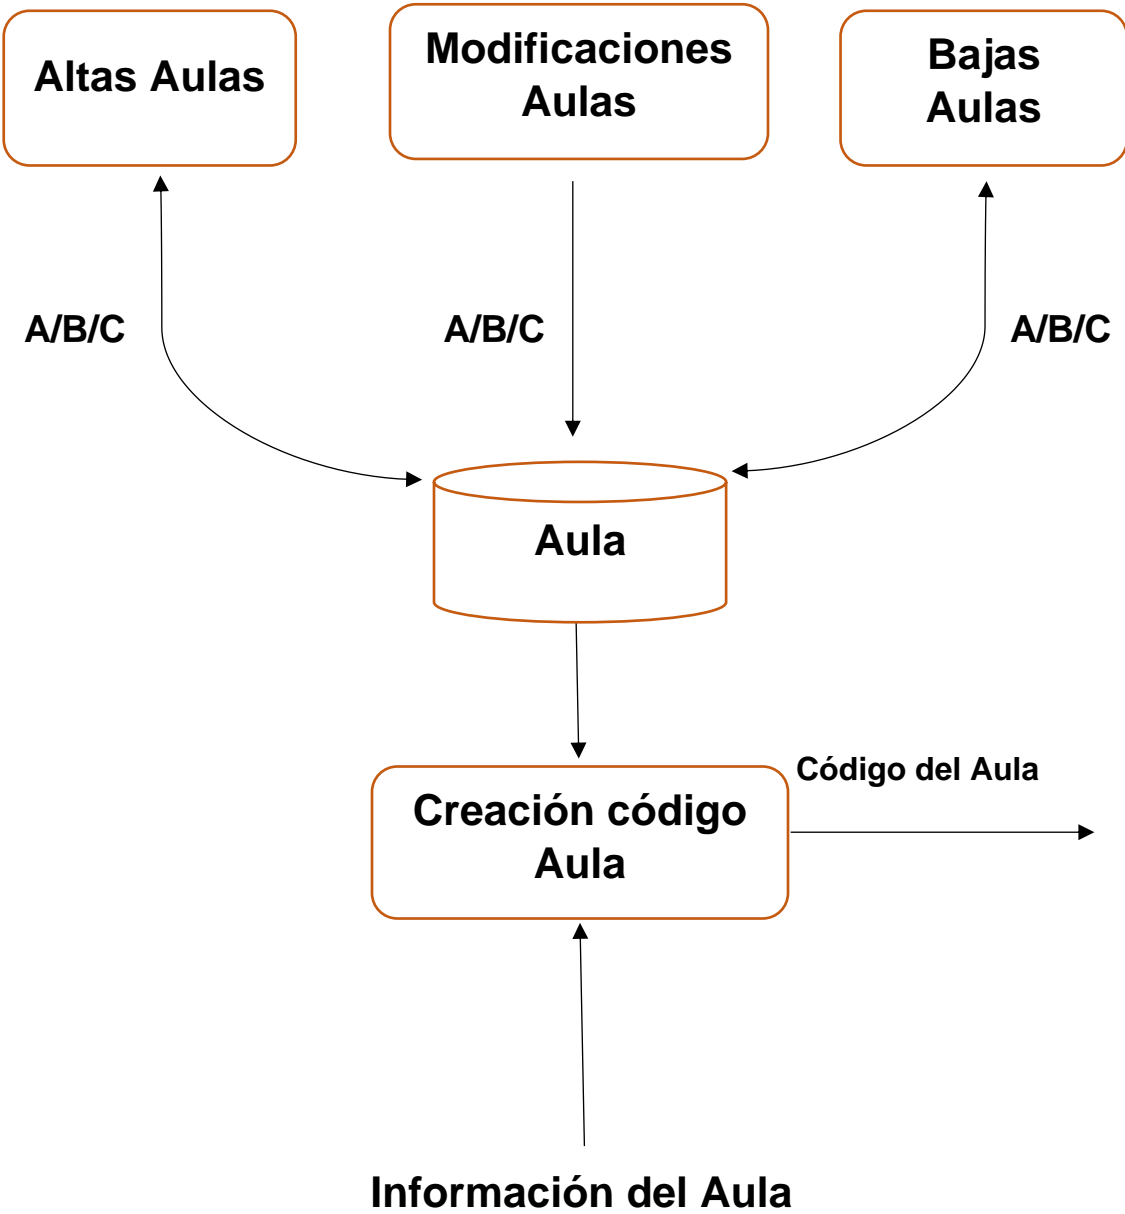 Altas Aulas
Modificaciones
Aulas
Bajas
Aulas
A/B/C
A/B/C
A/B/C
Aula
Creación código
Aula
Código del Aula
Información del Aula